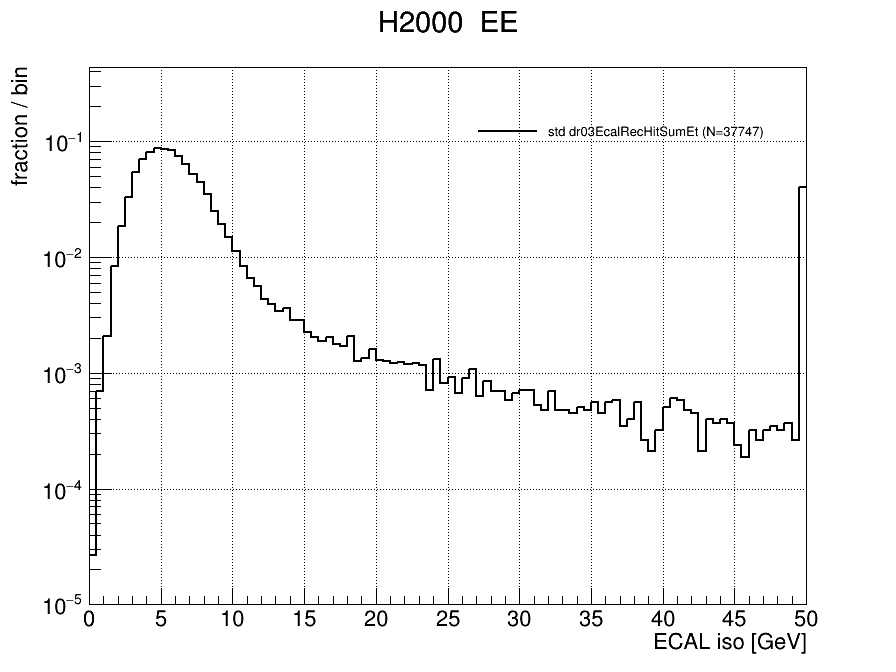 H2000 EE
fraction / bin
std dr03EcalRecHitSumEt (N=37747)
10⁻¹
10⁻²
10⁻³
10⁻⁴
10⁻⁵
0 5 10 15 20 25 30 35 40 45 50
ECAL iso [GeV]